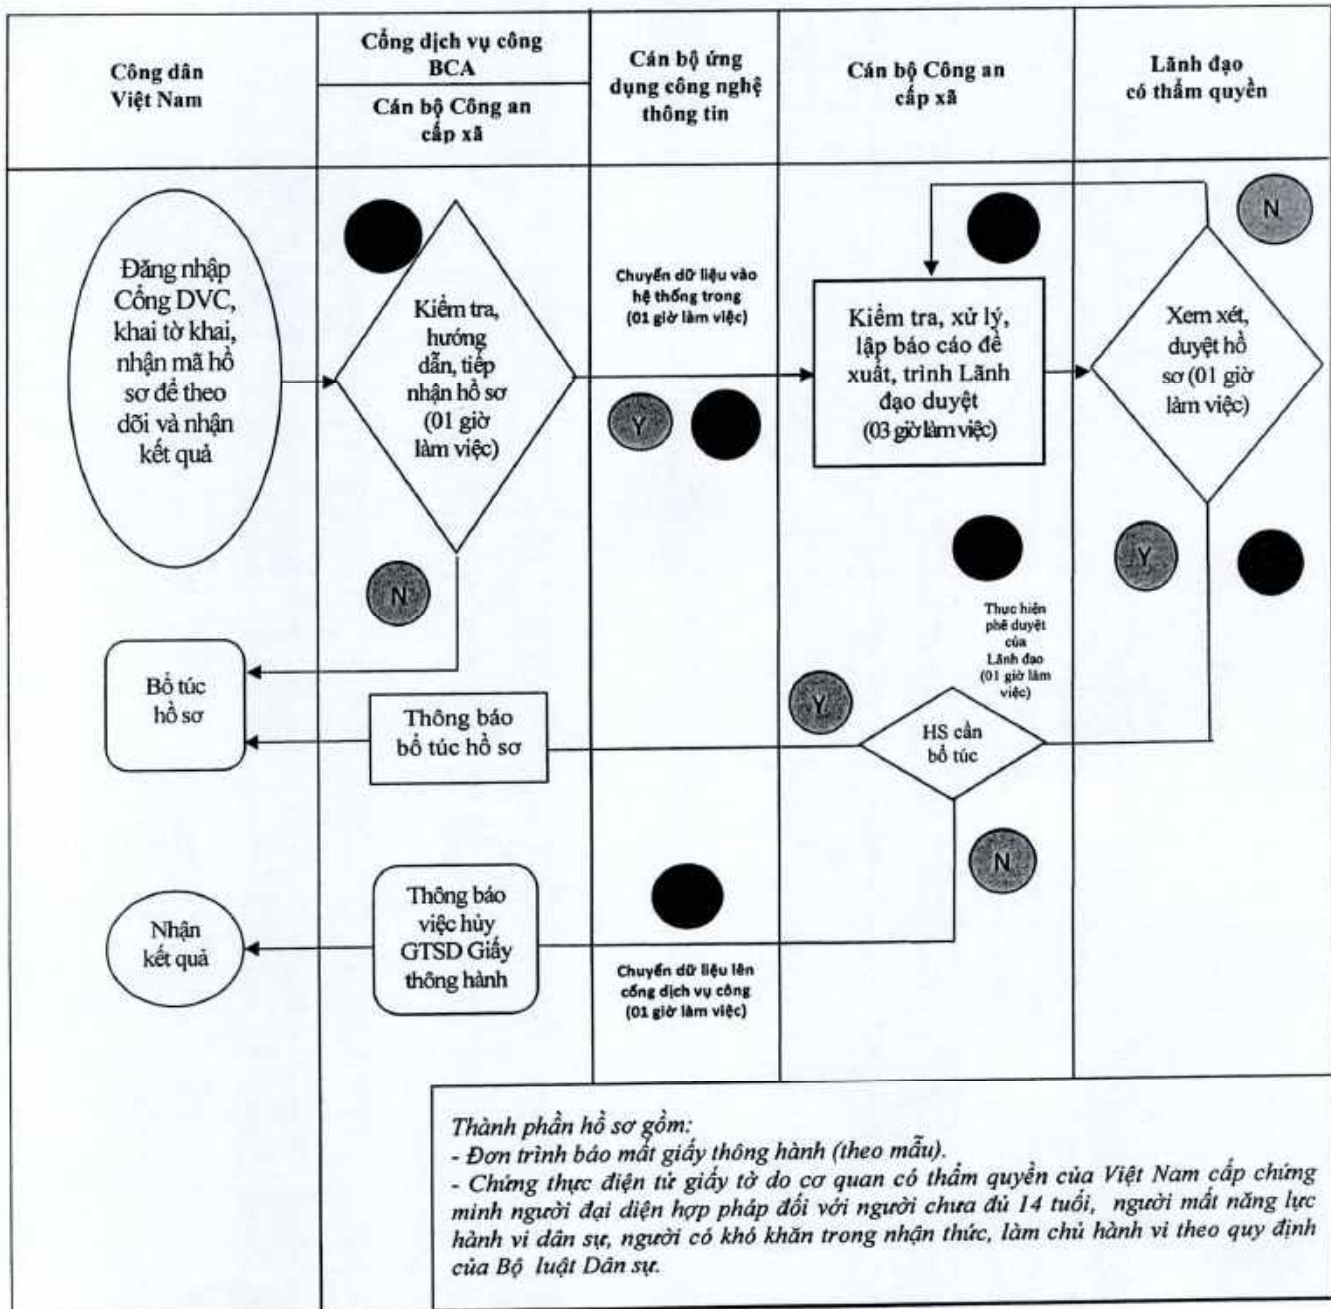 Công dân
Việt Nam
Cổng dịch vụ công
BCA
Cán bộ Công an
cấp xã
Cán bộ ứng
dụng công nghệ
thông tin
Cán bộ Công an
cấp xã
Lãnh đạo
có thẩm quyền
Đăng nhập
Cổng DVC,
khai tờ khai,
nhận mã hồ
sơ để theo
dõi và nhận
kết quả
Kiểm tra,
hướng
dẫn, tiếp
nhận hồ sơ
(01 giờ
làm việc)
Chuyển dữ liệu vào
hệ thống trong
(01 giờ làm việc)
Y
Kiểm tra, xử lý,
lập báo cáo đề
xuất, trình Lãnh
đạo duyệt
(03 giờ làm việc)
N
Xem xét,
duyệt hồ
sơ (01 giờ
làm việc)
N
Y
Thực hiện
phê duyệt
của
Lãnh đạo
(01 giờ làm
việc)
Bổ túc
hồ sơ
Thông báo
bổ túc hồ sơ
Y
HS cần
bổ túc
N
Nhận
kết quả
Thông báo
việc hủy
GTSD Giấy
thông hành
Chuyển dữ liệu lên
cổng dịch vụ công
(01 giờ làm việc)
Thành phần hồ sơ gồm:
- Đơn trình báo mất giấy thông hành (theo mẫu).
- Chứng thực điện tử giấy tờ do cơ quan có thẩm quyền của Việt Nam cấp chứng
minh người đại diện hợp pháp đối với người chưa đủ 14 tuổi, người mất năng lực
hành vi dân sự, người có khó khăn trong nhận thức, làm chủ hành vi theo quy định
của Bộ luật Dân sự.